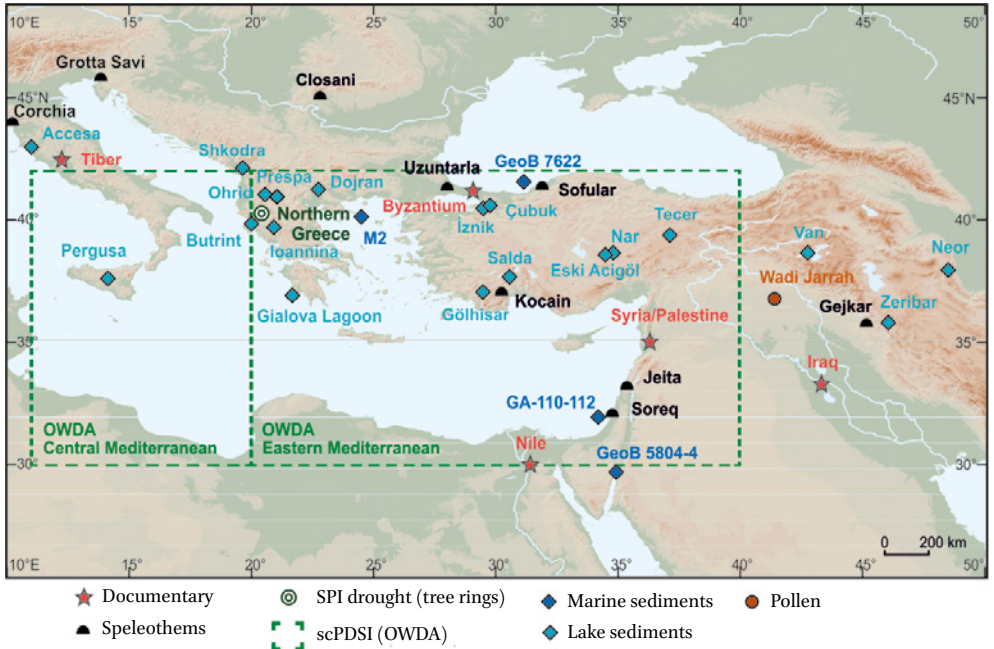 10°E 15° 20° 25° 30° 35° 40° 45° 50°
Grotta Savi
Closani
45°N 45°
Corchia
Accesa
Tiber
Shkodra
Uzuntarla
GeoB 7622
Prespa
Dojran
Sofular
Ohrid
Byzantium
Çubuk
40° 40°
Northern
Greece
M2
İznik
Tecer
Butrint
Ioannina
Nar
Van
Neor
Pergusa
Salda
Eski Acigöl
Wadi Jarrah
Kocain
Gejkar
Zeribar
Gialova Lagoon
Gölhisar
Syria/Palestine
35° 35°
Iraq
Jeita
GA-110-112
Soreq
OWDA
Central Mediterranean
OWDA
Eastern Mediterranean
Nile
GeoB 5804-4
30° 30°
0 200 km
10°E 15° 20° 25° 30° 35° 40° 45° 50°
Documentary
SPI drought (tree rings)
Marine sediments
Pollen
Speleothems
scPDSI (OWDA)
Lake sediments